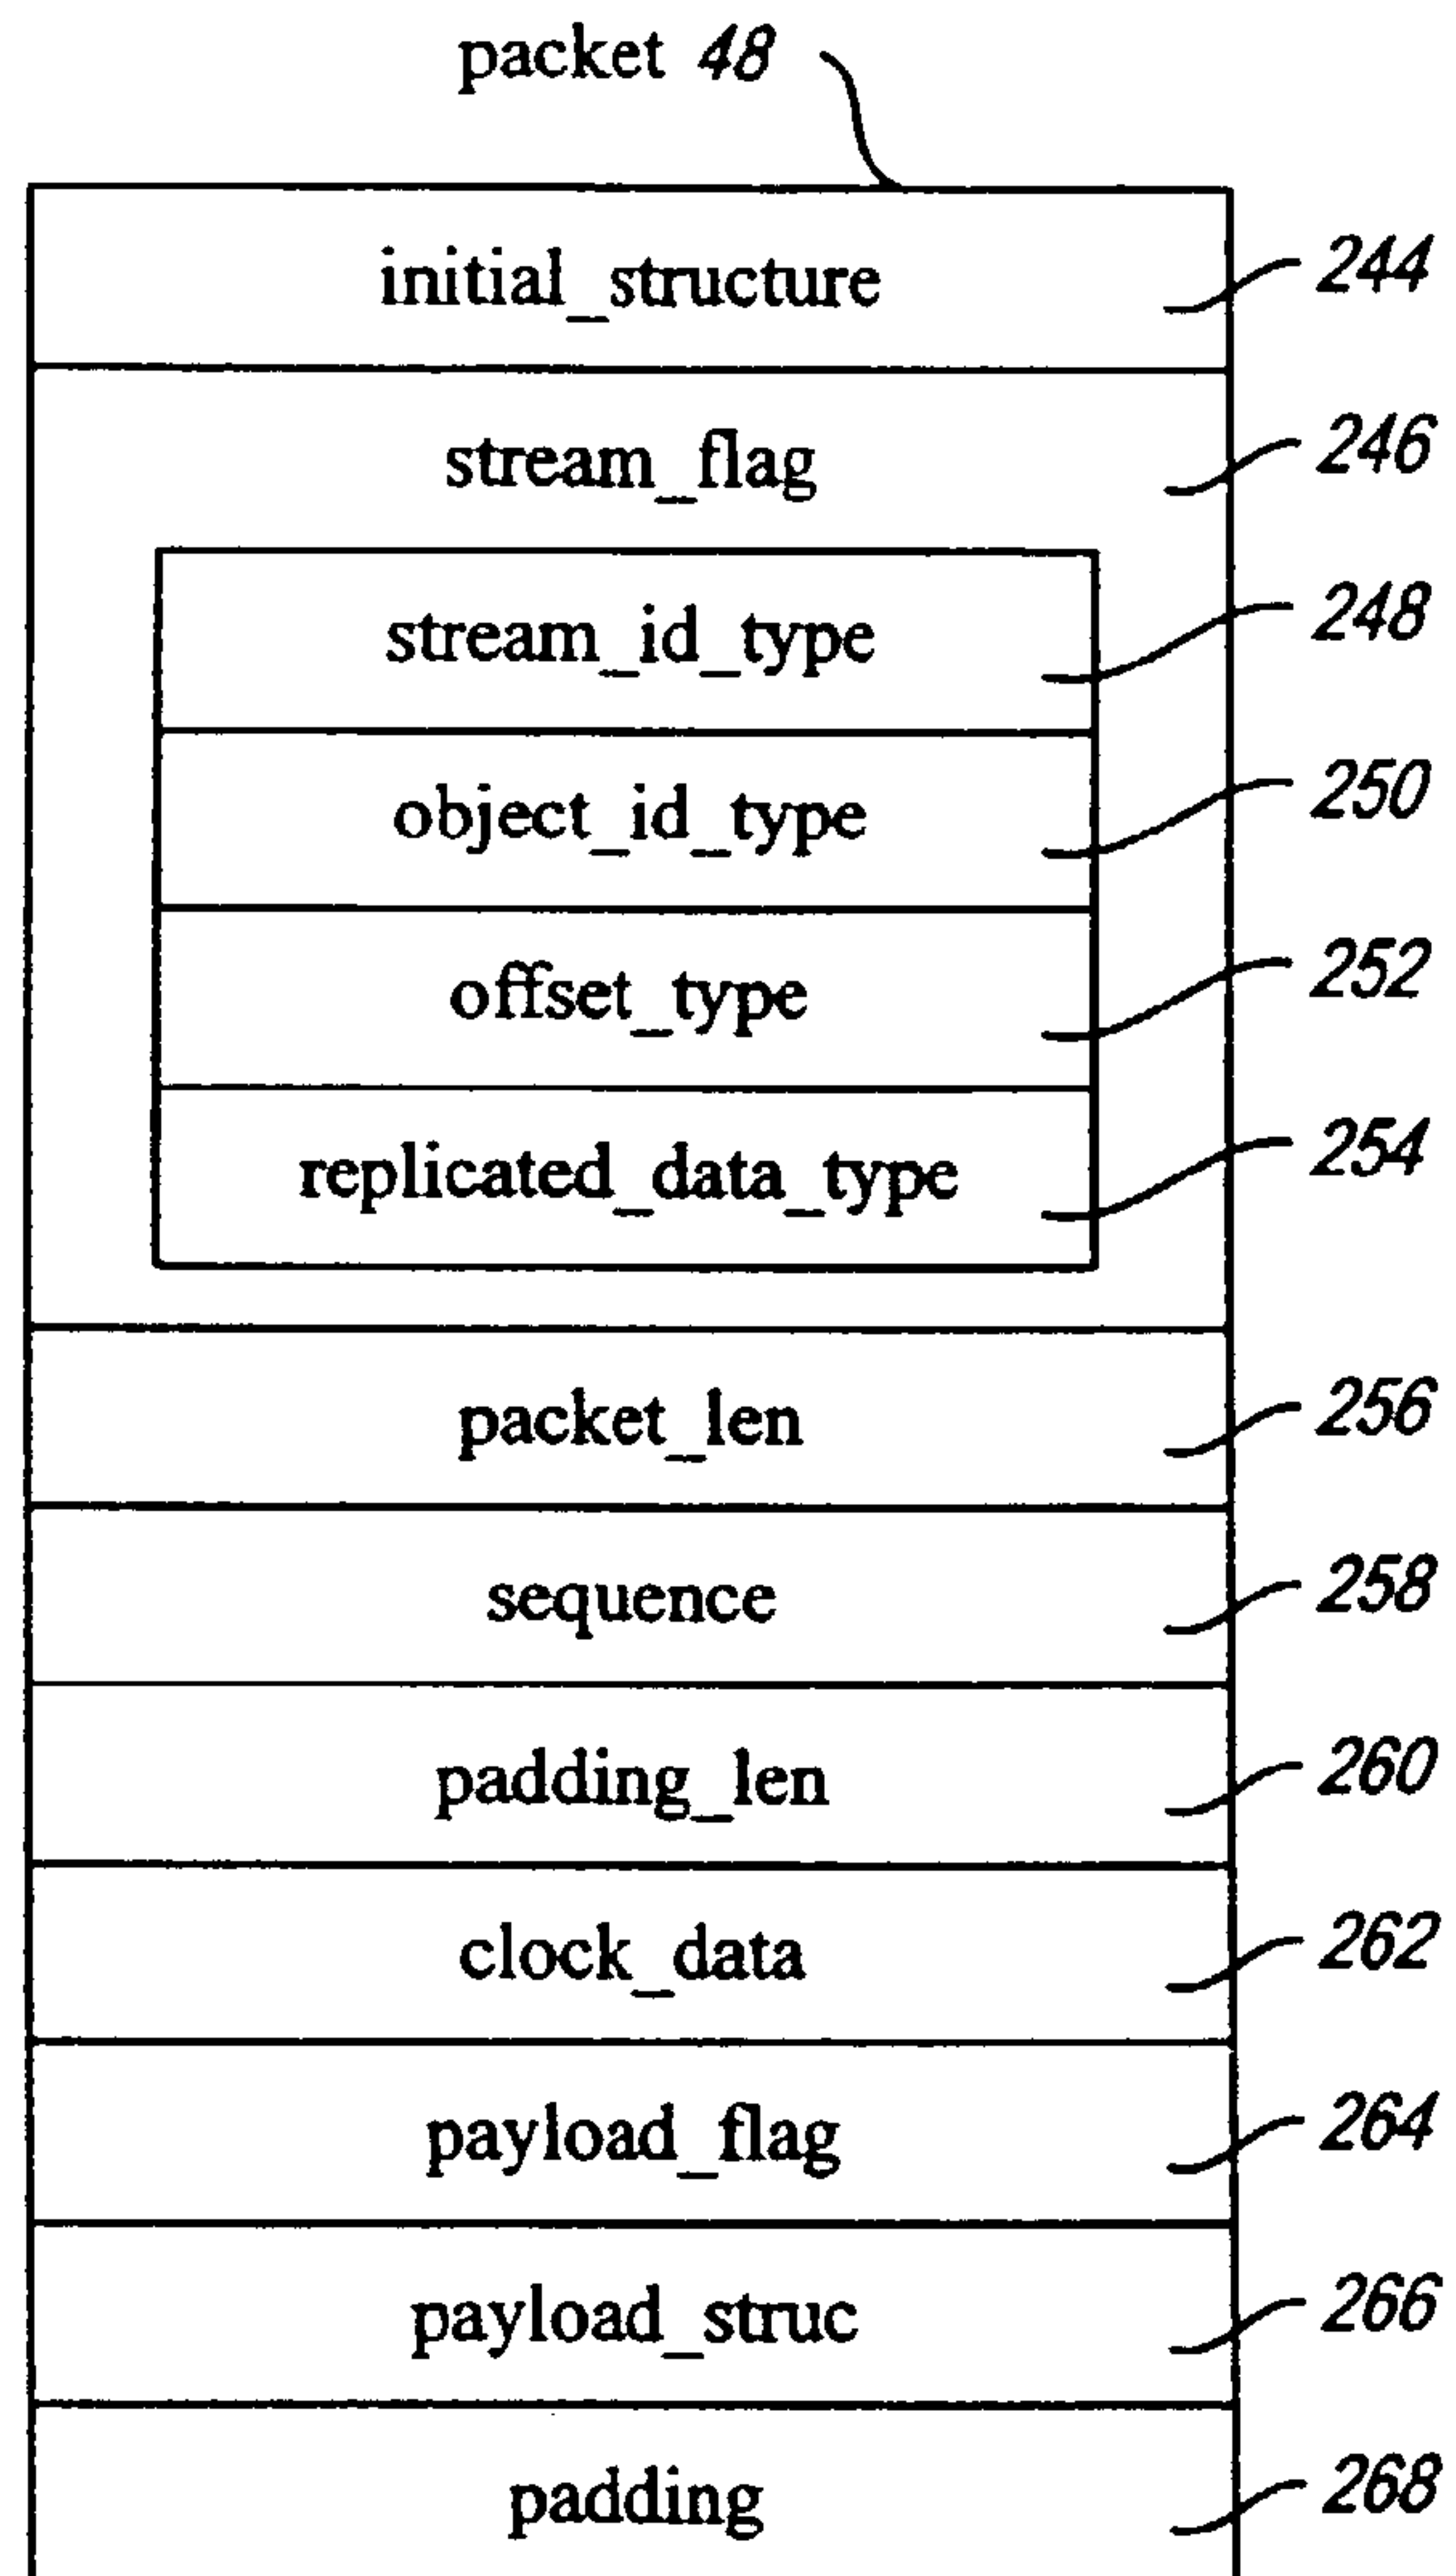 packet 48
initial_structure 244
stream_flag 246
stream_id_type 248
object_id_type 250
offset_type 252
replicated_data_type 254
packet_len 256
sequence 258
padding_len 260
clock_data 262
payload_flag 264
payload_struc 266
padding 268